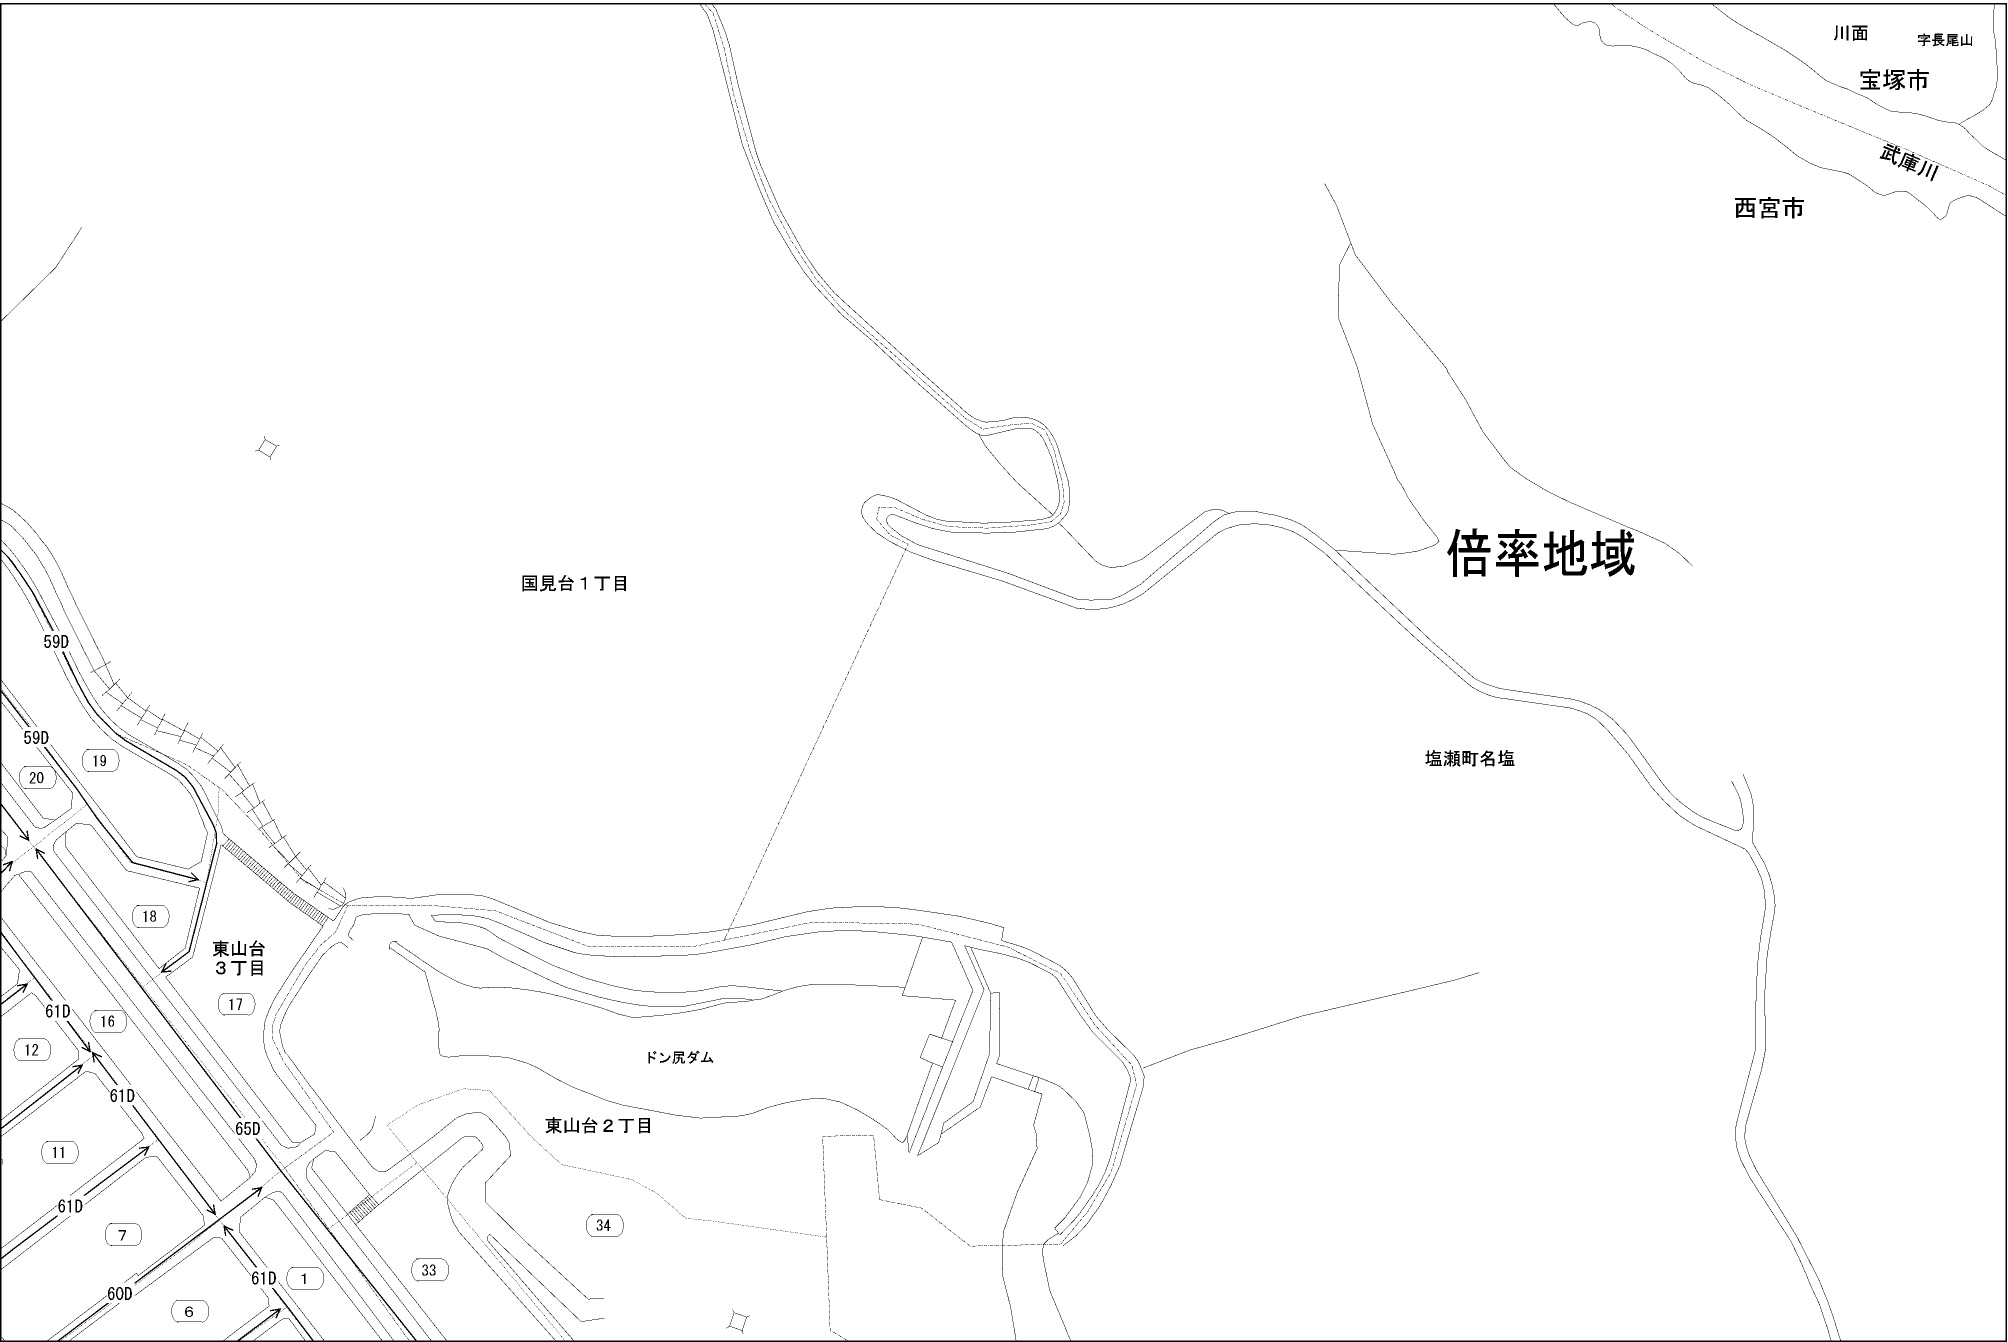 川面
字長尾山
宝塚市
武庫川
西宮市
倍率地域
国見台１丁目
59D
59D
19
20
塩瀬町名塩
18
東山台
３丁目
17
61D
16
12
ドン尻ダム
61D
65D
東山台２丁目
11
61D
7
34
61D
1
33
60D
6